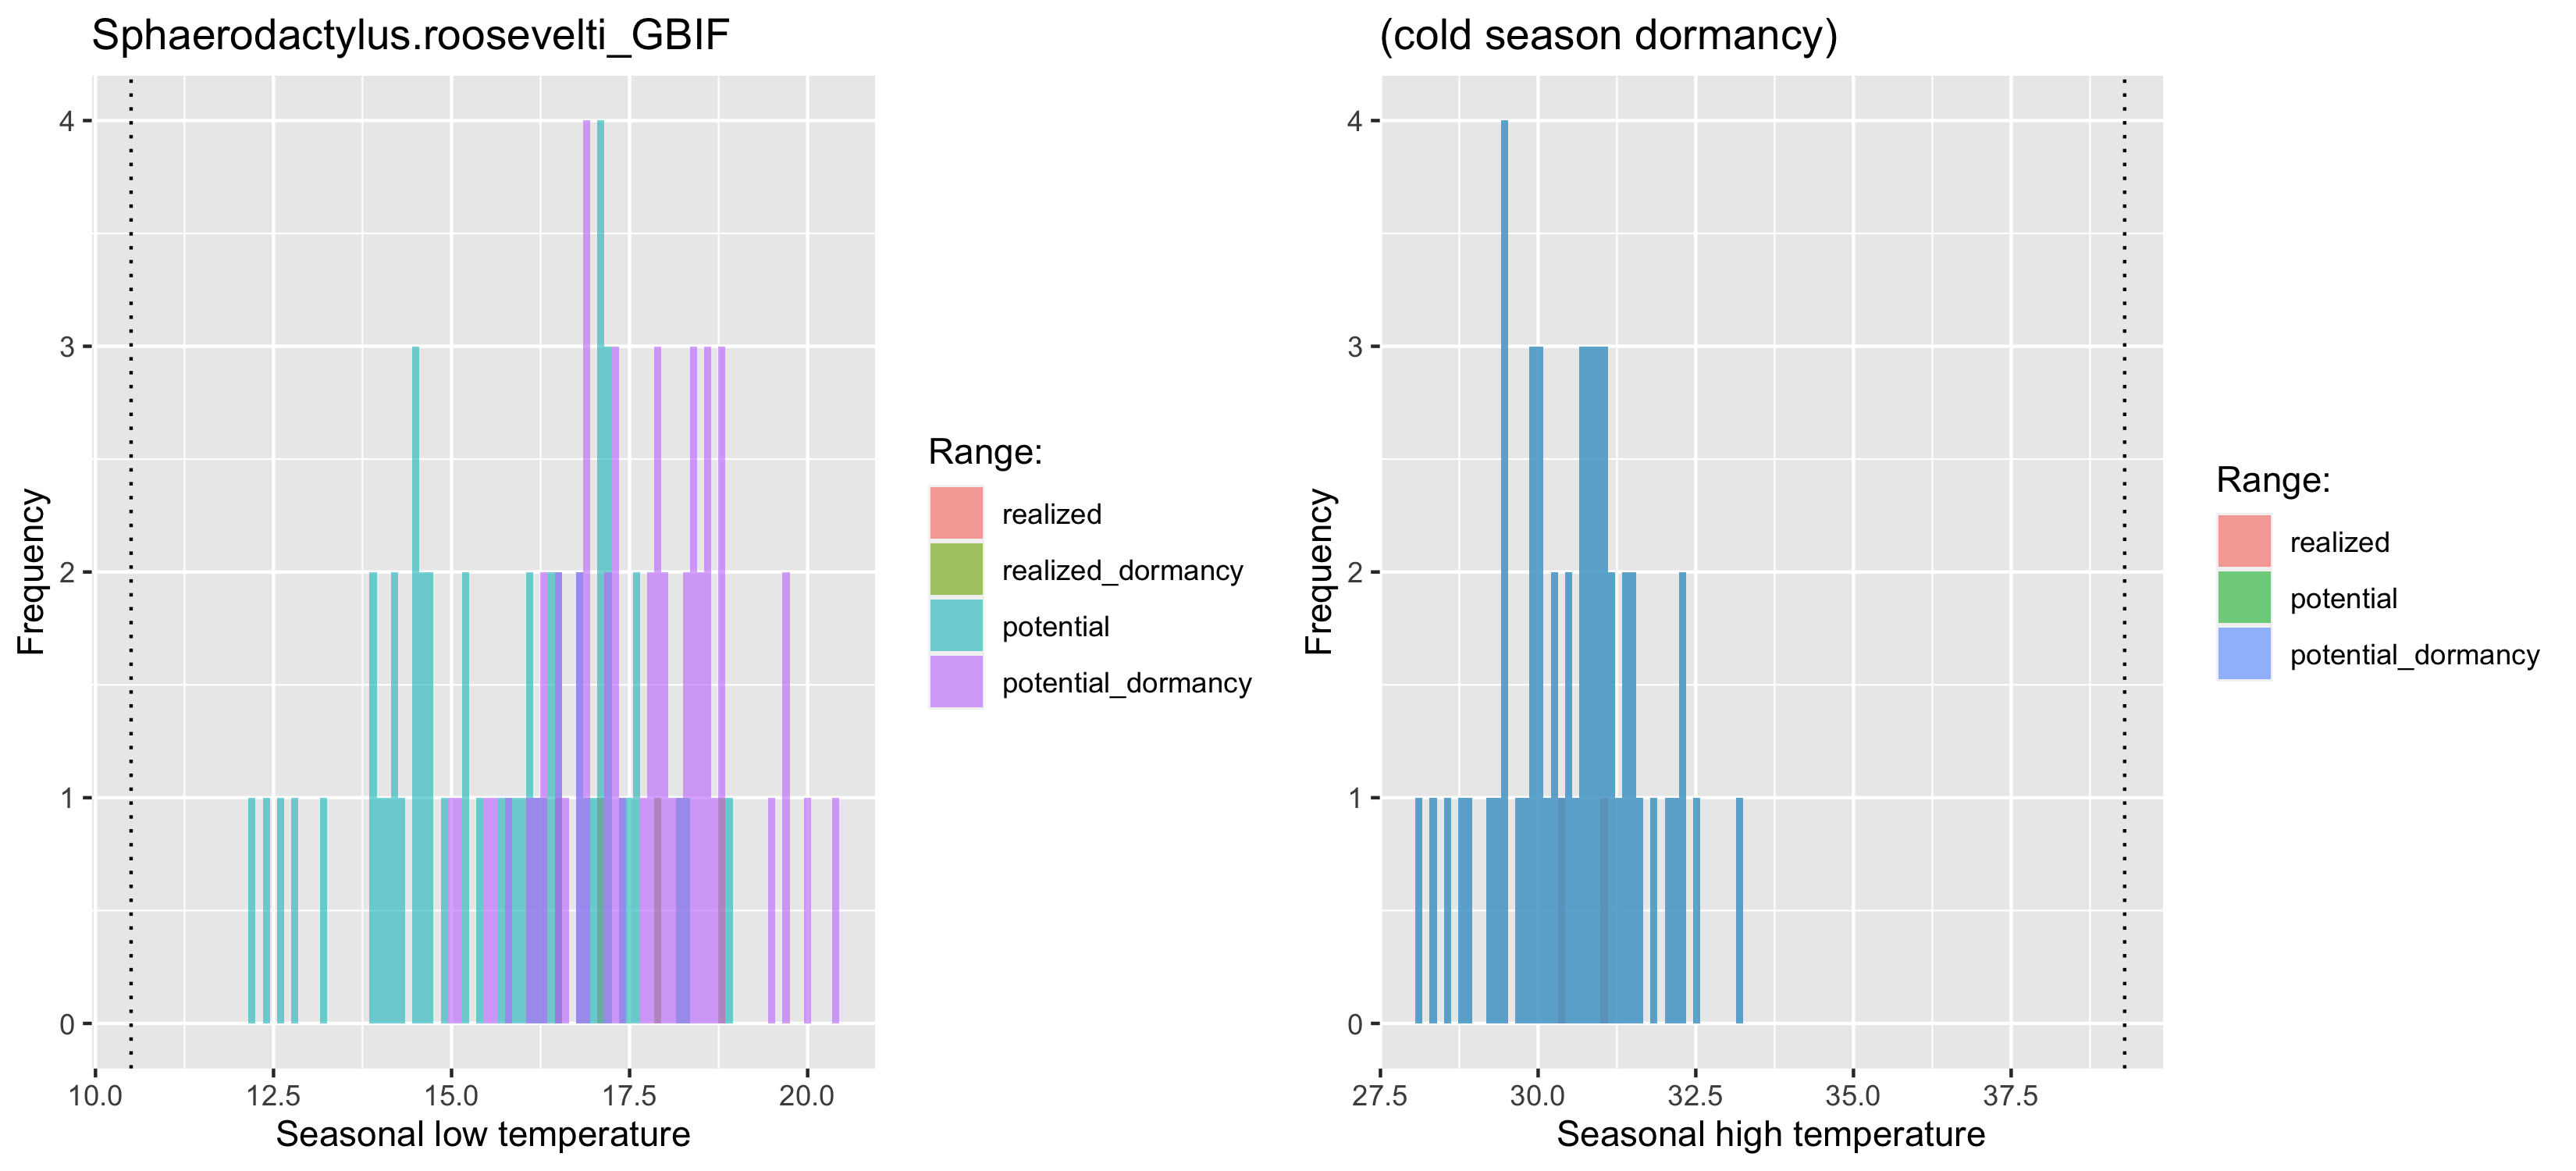 Sphaerodactylus.roosevelti_GBIF
(cold season dormancy)
4
3
2
1
0
Frequency
10.0 12.5 15.0 17.5 20.0
Seasonal low temperature
Range:
realized
realized_dormancy
potential
potential_dormancy
4
3
2
1
0
Frequency
27.5 30.0 32.5 35.0 37.5
Seasonal high temperature
Range:
realized
potential
potential_dormancy